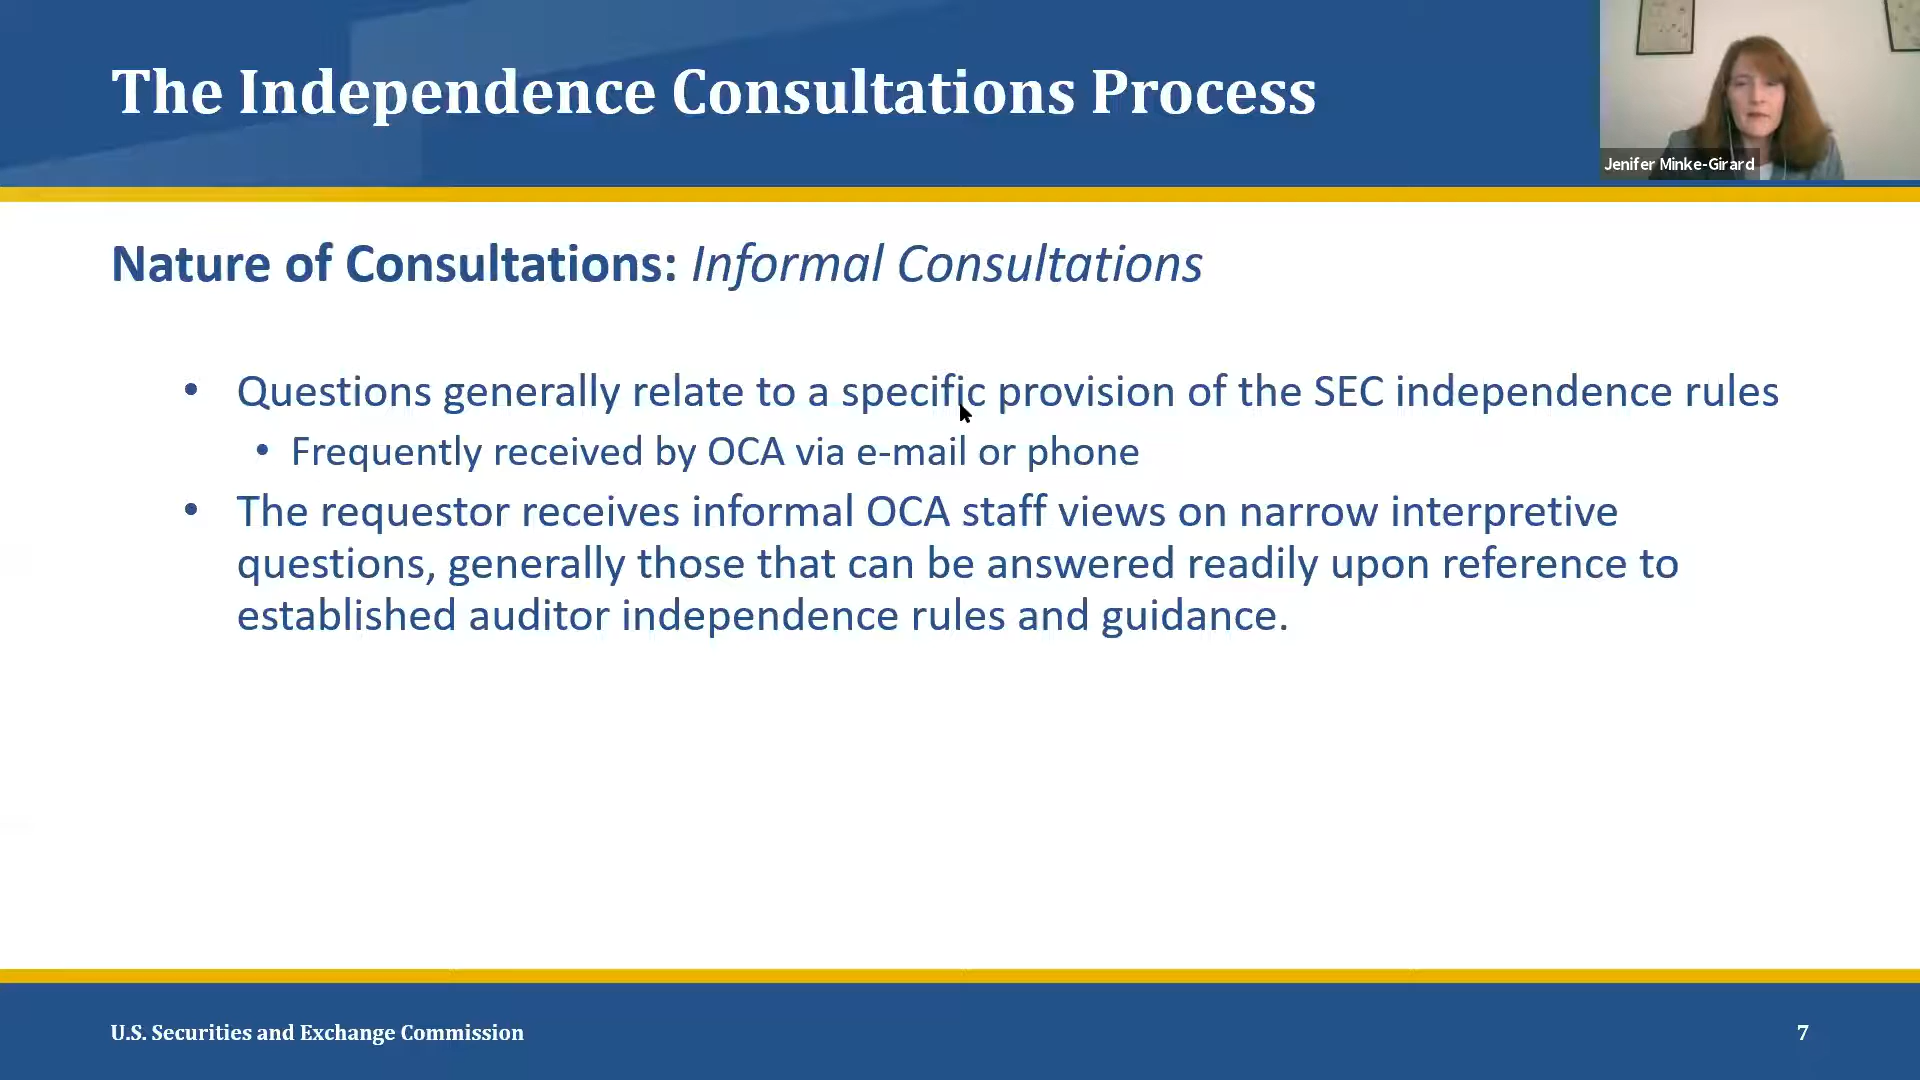 The Independence Consultations Process
Jenifer Minke-Girard
Nature of Consultations: Informal Consultations
• Questions generally relate to a specific provision of the SEC independence rules
• Frequently received by OCA via e-mail or phone
• The requestor receives informal OCA staff views on narrow interpretive
questions, generally those that can be answered readily upon reference to
established auditor independence rules and guidance.
U.S. Securities and Exchange Commission
7